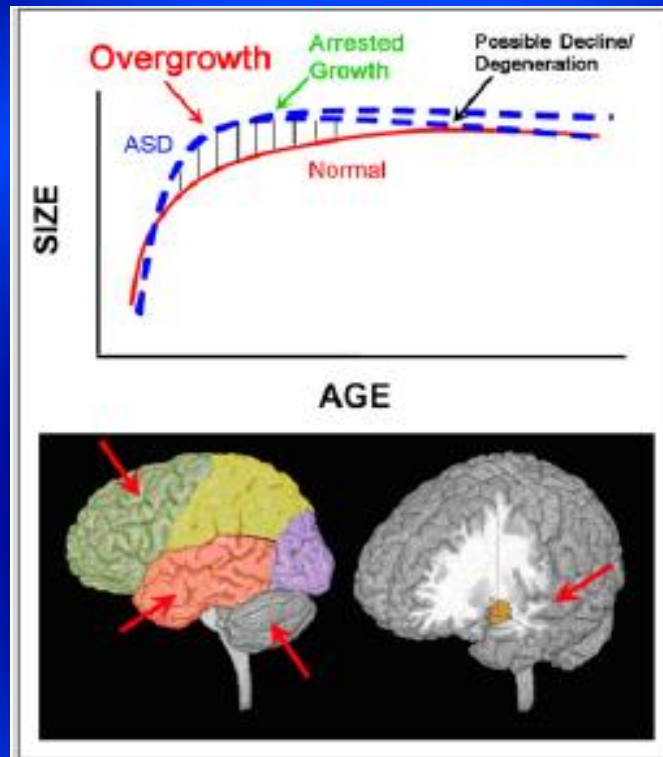 Overgrowth
Arrested
Growth
Possible Decline/
Degeneration
ASD
Normal
SIZE
AGE